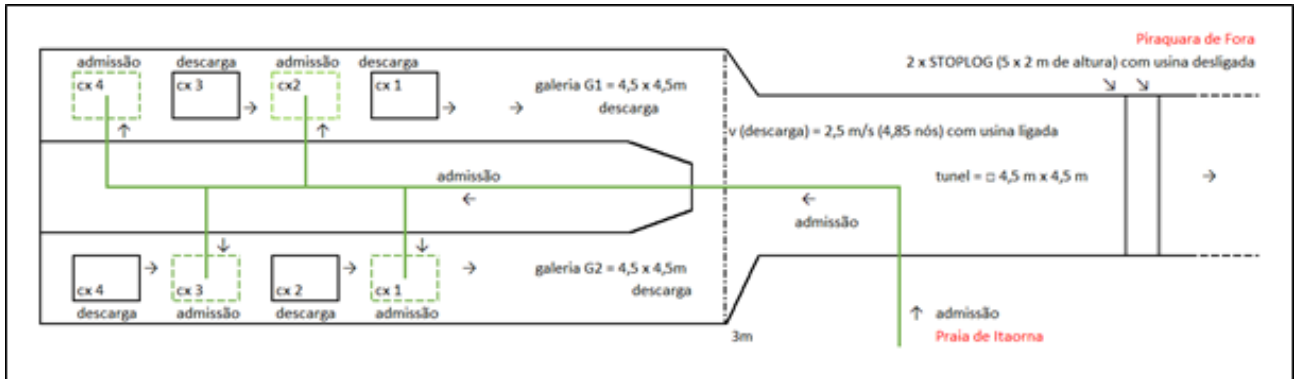 Piraquara de Fora
2 x STOPLOG (5 x 2 m de altura) com usina desligada
admissão descarga admissão descarga
cx 4 cx 3 cx2 cx 1
galeria G1 = 4,5 x 4,5m
descarga
v (descarga) = 2,5 m/s (4,85 nós) com usina ligada
admissão
tunel = □ 4,5 m x 4,5 m
admissão
galeria G2 = 4,5 x 4,5m
descarga
cx 4 cx 3 cx 2 cx 1
descarga admissão descarga admissão
3m
admissão
Praia de Itaorna